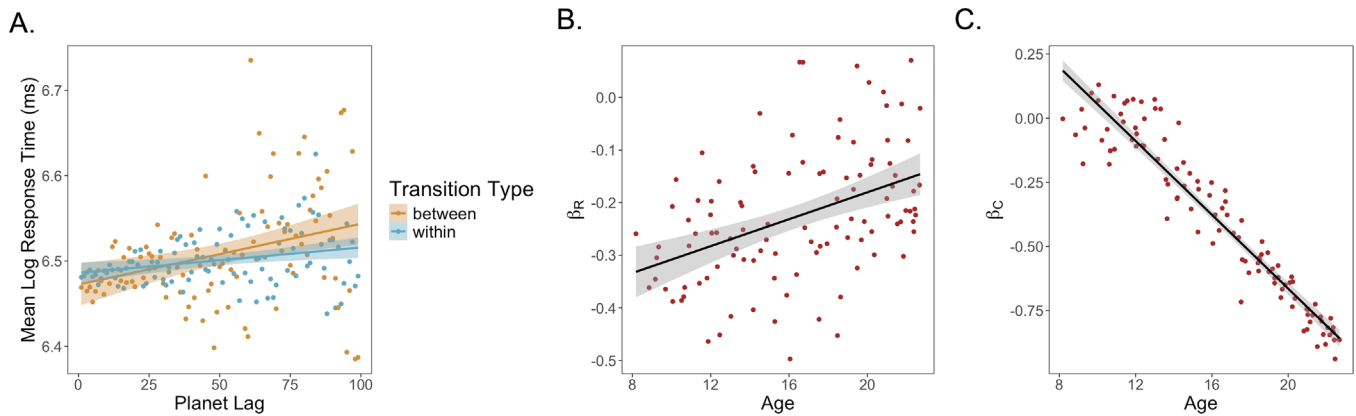 A.
B.
C.
Mean Log Response Time (ms)
6.7
6.6
6.5
6.4
0
25
50
75
100
Planet Lag
Transition Type
between
within
βR
0.0
-0.1
-0.2
-0.3
-0.4
-0.5
8
12
16
20
Age
βC
0.25
0.00
-0.25
-0.50
-0.75
8
12
16
20
Age